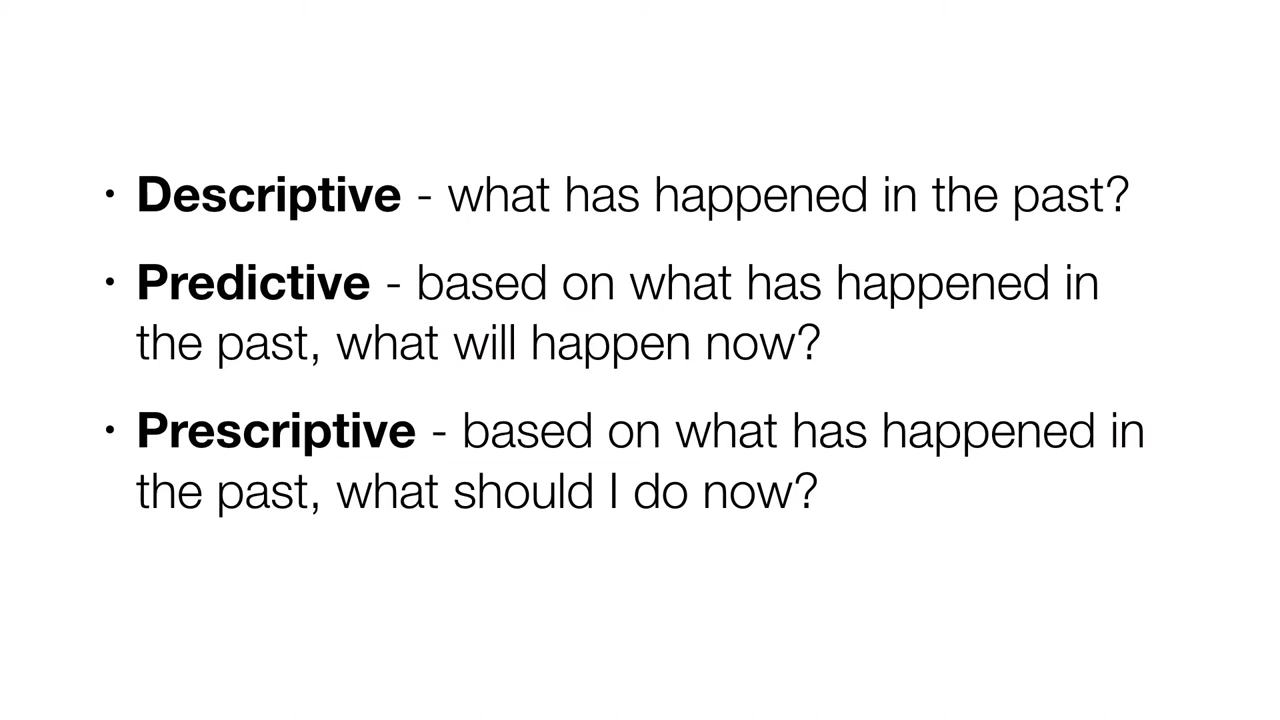 • Descriptive - what has happened in the past?
• Predictive - based on what has happened in
the past, what will happen now?
• Prescriptive - based on what has happened in
the past, what should I do now?